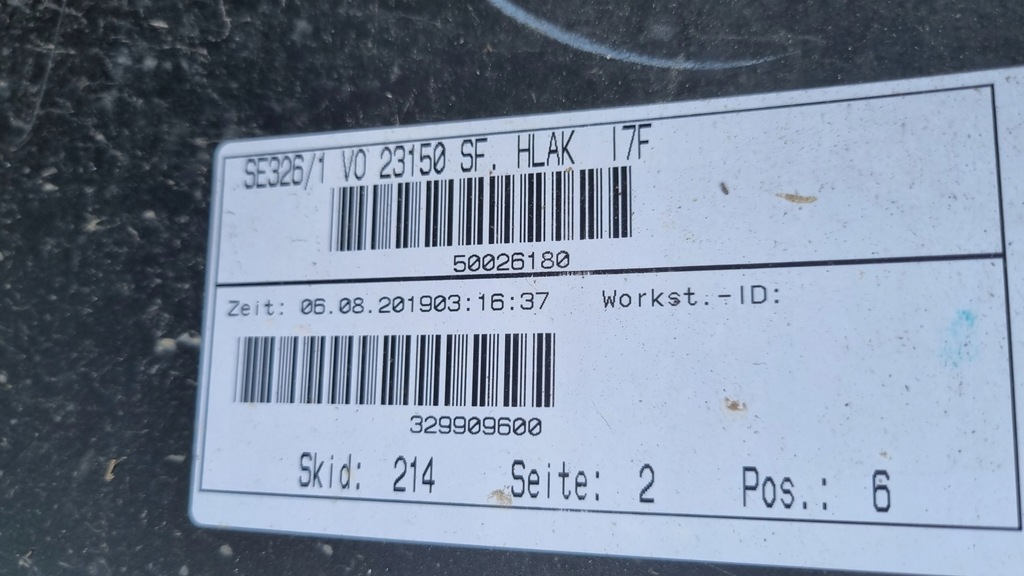 SE326/1 VO 23150 SF. HLAK I7F
50026180
Zeit: 06.08.201903:16:37 Workst.-ID:
329909600
Skid: 214 Seite: 2 Pos.: 6